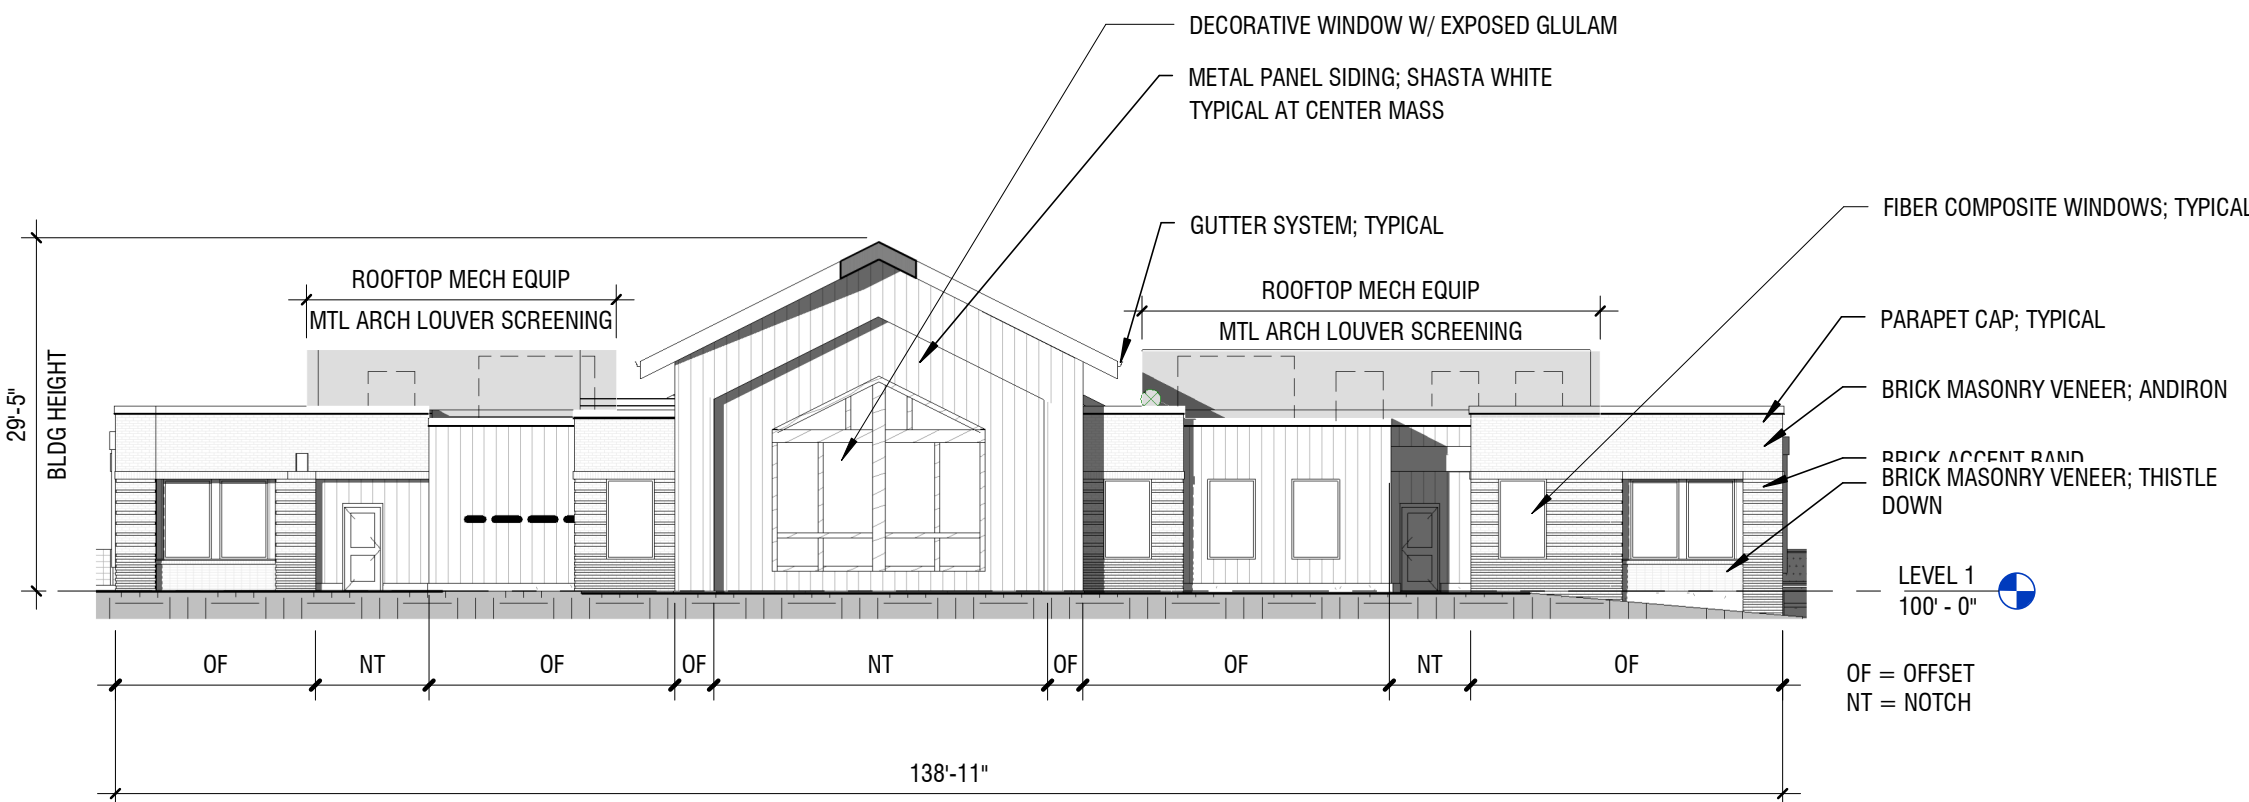 DECORATIVE WINDOW W/ EXPOSED GLULAM
METAL PANEL SIDING; SHASTA WHITE
TYPICAL AT CENTER MASS
FIBER COMPOSITE WINDOWS; TYPICAL
GUTTER SYSTEM; TYPICAL
ROOFTOP MECH EQUIP
MTL ARCH LOUVER SCREENING
ROOFTOP MECH EQUIP
MTL ARCH LOUVER SCREENING
PARAPET CAP; TYPICAL
BRICK MASONRY VENEER; ANDIRON
BRICK ACCENT BAND
BRICK MASONRY VENEER; THISTLE
DOWN
29'-5"
BLDG HEIGHT
LEVEL 1
100' - 0"
OF NT OF OF NT OF OF NT OF
OF = OFFSET
NT = NOTCH
138'-11"